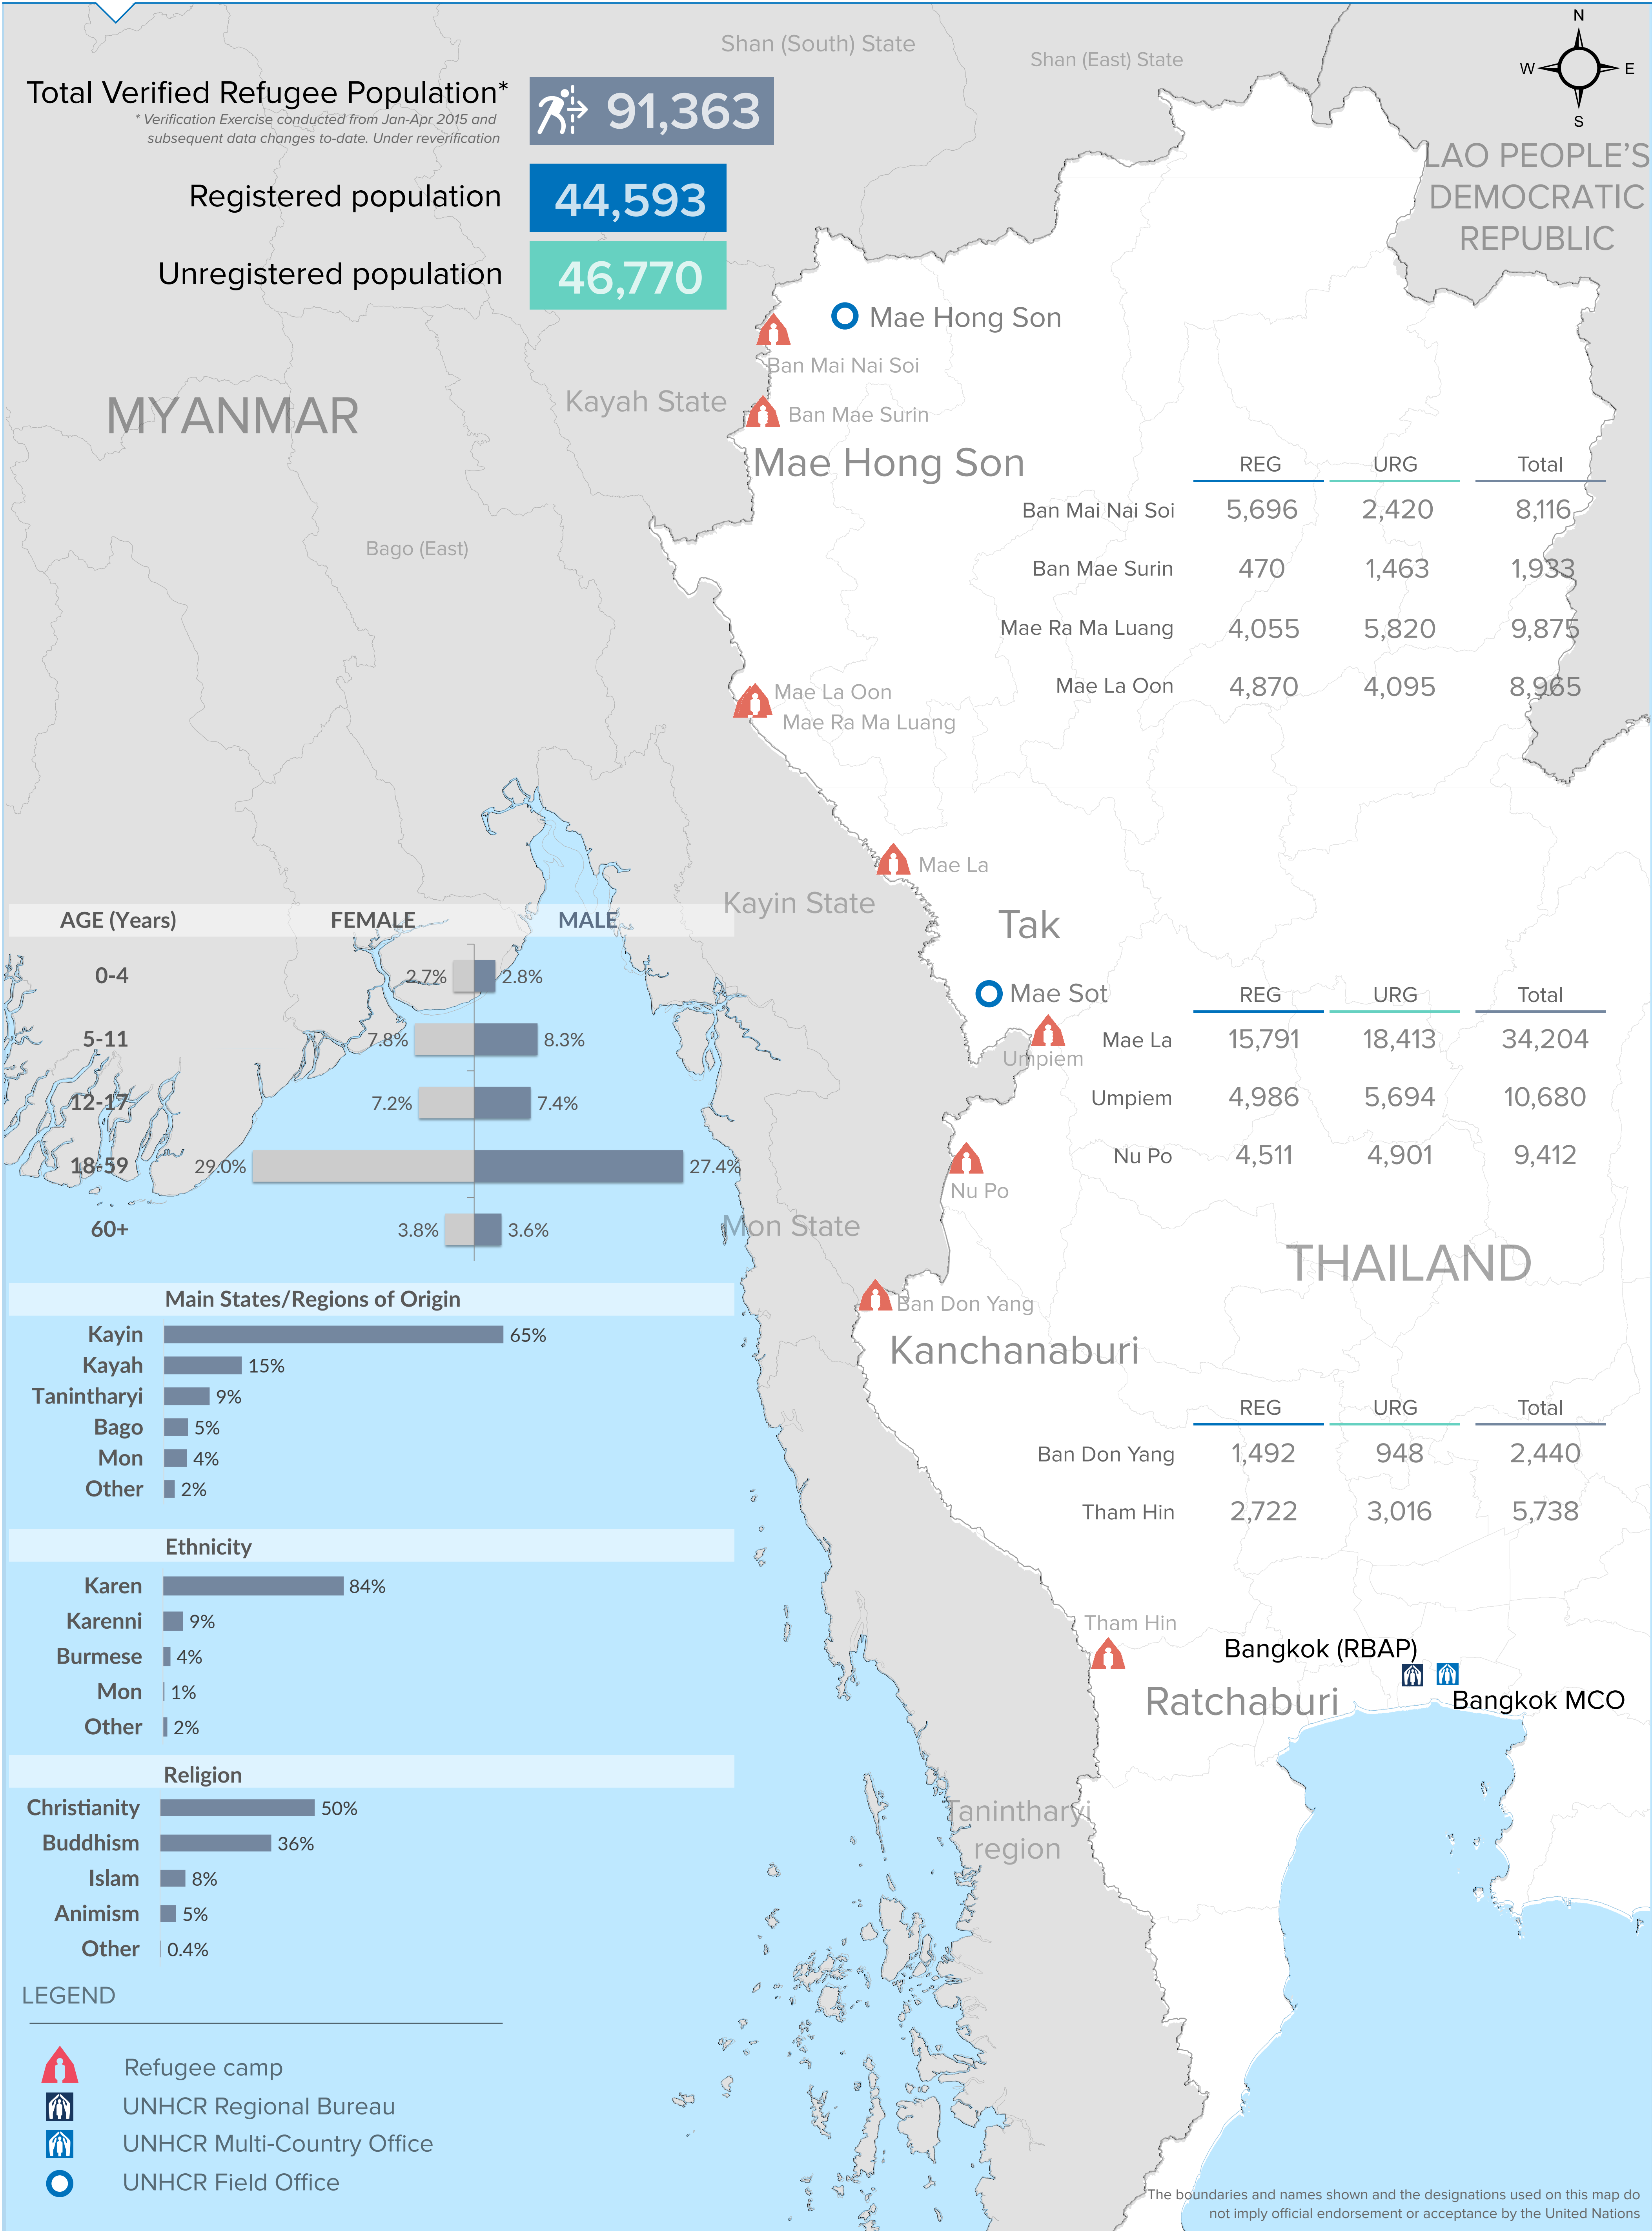 N
W
E
S
Shan (South) State
Shan (East) State
LAO PEOPLE'S
DEMOCRATIC
REPUBLIC
Total Verified Refugee Population*
* Verification Exercise conducted from Jan-Apr 2015 and
subsequent data changes to-date. Under reverification
91,363
Registered population
44,593
Unregistered population
46,770
Mae Hong Son
Ban Mai Nai Soi
MYANMAR
Kayah State
Ban Mae Surin
Mae Hong Son
Bago (East)
REG URG Total
Ban Mai Nai Soi 5,696 2,420 8,116
Ban Mae Surin 470 1,463 1,933
Mae Ra Ma Luang 4,055 5,820 9,875
Mae La Oon 4,870 4,095 8,965
Mae La Oon
Mae Ra Ma Luang
Mae La
Kayin State
Tak
Mae Sot
Umpiem
REG URG Total
Mae La 15,791 18,413 34,204
Umpiem 4,986 5,694 10,680
Nu Po 4,511 4,901 9,412
Nu Po
Mon State
THAILAND
Ban Don Yang
Kanchanaburi
REG URG Total
Ban Don Yang 1,492 948 2,440
Tham Hin 2,722 3,016 5,738
Tham Hin
Bangkok (RBAP)
Ratchaburi
Bangkok MCO
Tanintharyi
region
AGE (Years) FEMALE MALE
0-4 2.7% 2.8%
5-11 7.8% 8.3%
12-17 7.2% 7.4%
18-59 29.0% 27.4%
60+ 3.8% 3.6%
Main States/Regions of Origin
Kayin 65%
Kayah 15%
Tanintharyi 9%
Bago 5%
Mon 4%
Other 2%
Ethnicity
Karen 84%
Karenni 9%
Burmese 4%
Mon 1%
Other 2%
Religion
Christianity 50%
Buddhism 36%
Islam 8%
Animism 5%
Other 0.4%
LEGEND
Refugee camp
UNHCR Regional Bureau
UNHCR Multi-Country Office
UNHCR Field Office
The boundaries and names shown and the designations used on this map do
not imply official endorsement or acceptance by the United Nations